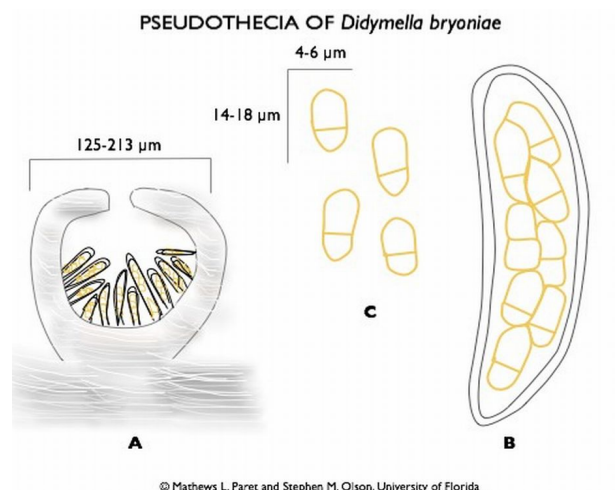 PSEUDOTHECIA OF Didymella bryoniae
4-6 µm
14-18 µm
125-213 µm
C
A
B
© Mathews L. Paret and Stephen M. Olson, University of Florida